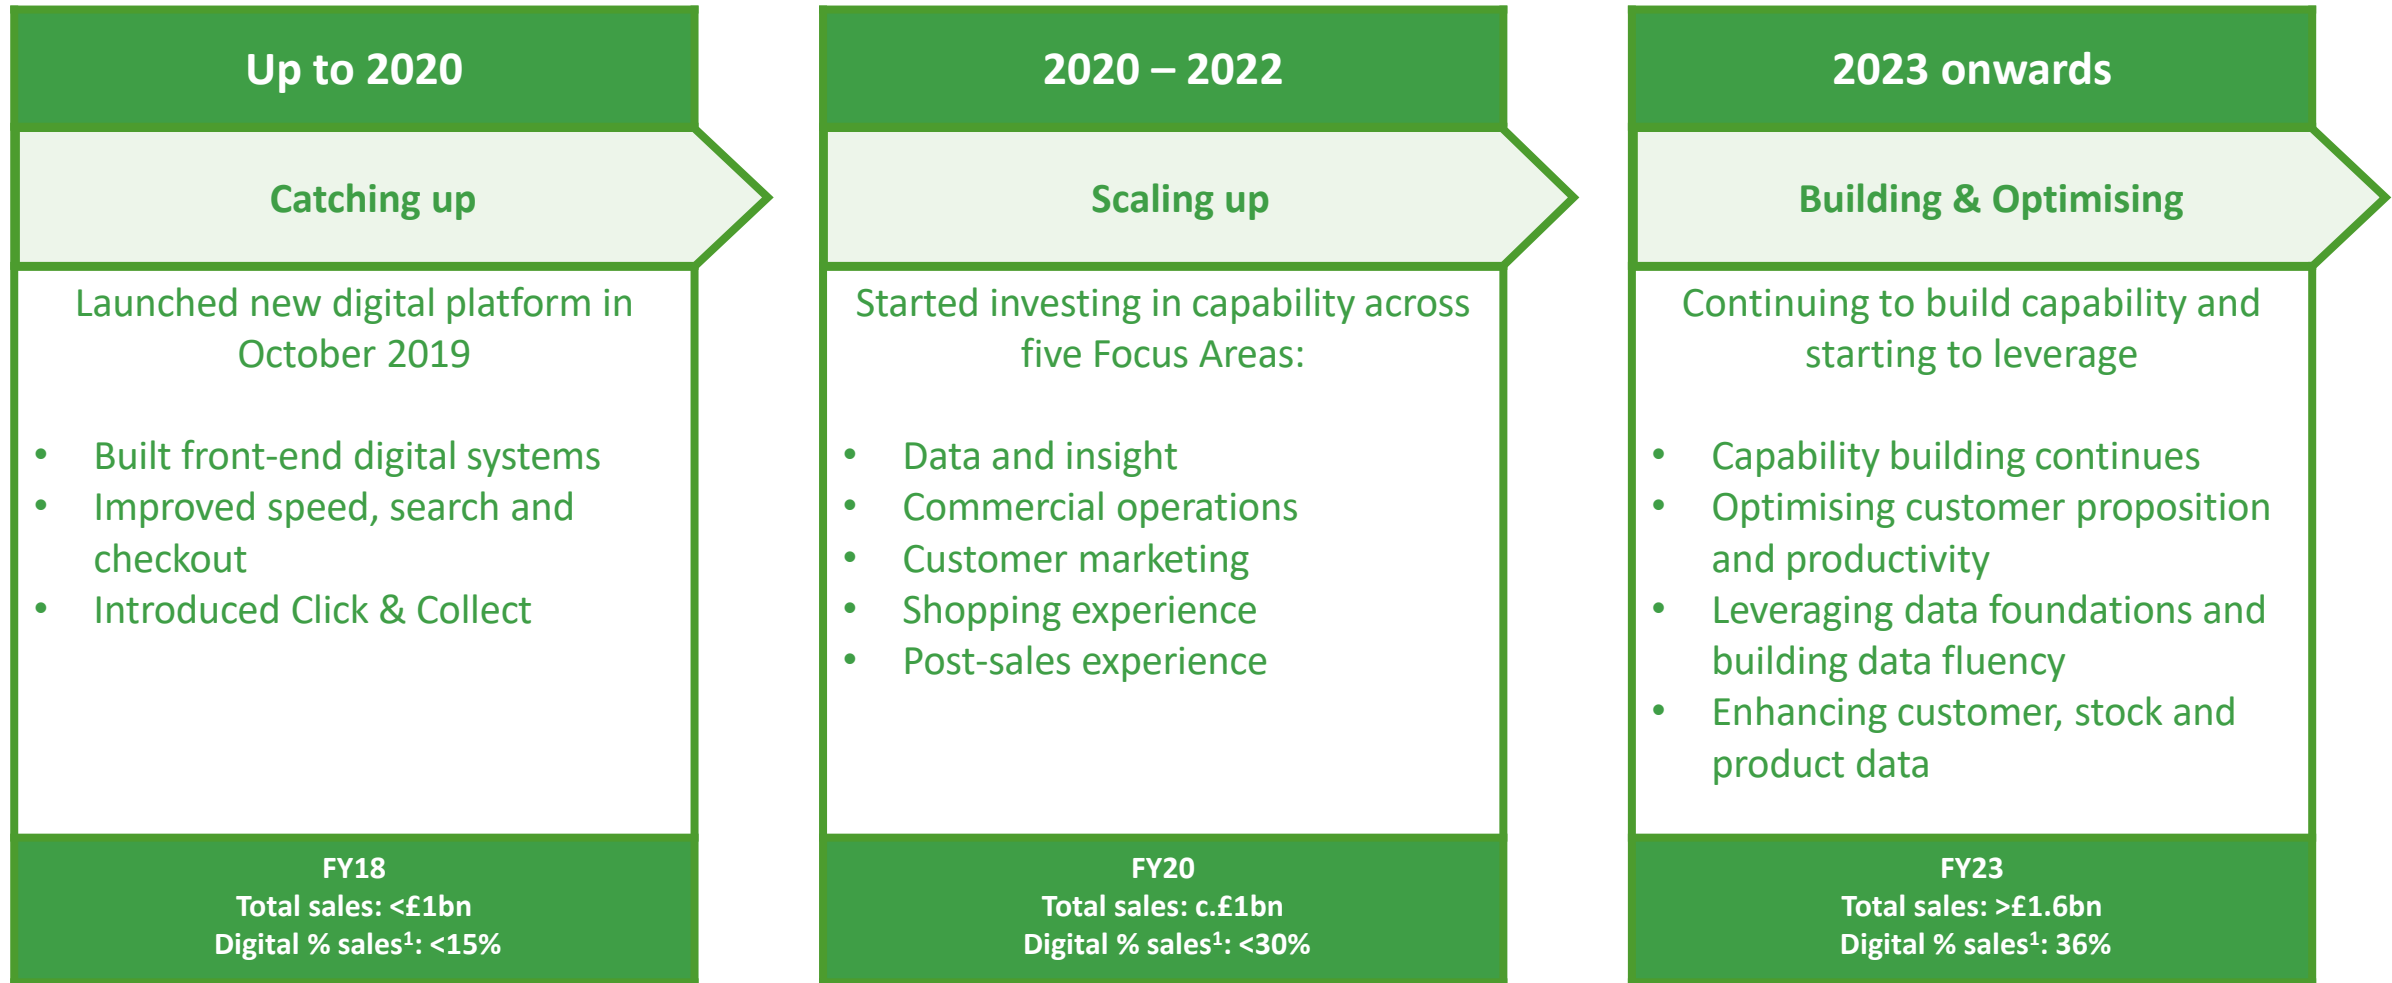 Up to 2020
Catching up
Launched new digital platform in
October 2019
• Built front-end digital systems
• Improved speed, search and
checkout
• Introduced Click & Collect
FY18
Total sales: <£1bn
Digital % sales¹: <15%
2020 – 2022
Scaling up
Started investing in capability across
five Focus Areas:
• Data and insight
• Commercial operations
• Customer marketing
• Shopping experience
• Post-sales experience
FY20
Total sales: c.£1bn
Digital % sales¹: <30%
2023 onwards
Building & Optimising
Continuing to build capability and
starting to leverage
• Capability building continues
• Optimising customer proposition
and productivity
• Leveraging data foundations and
building data fluency
• Enhancing customer, stock and
product data
FY23
Total sales: >£1.6bn
Digital % sales¹: 36%